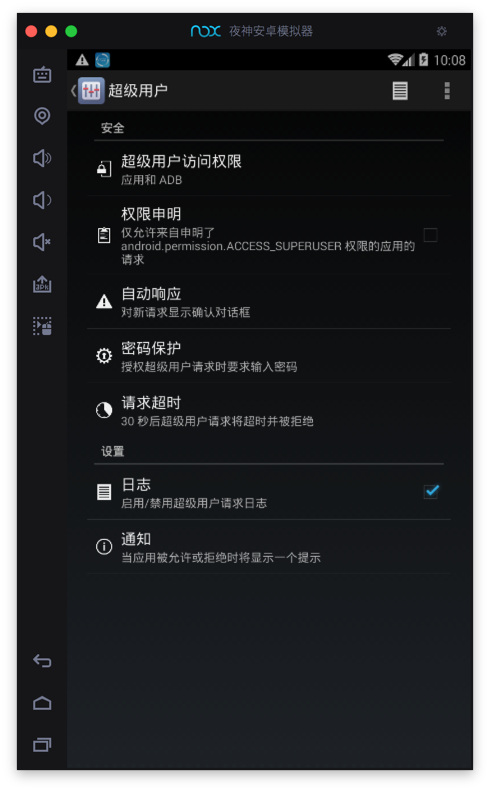 nox 夜神安卓模拟器
10:08
超级用户
安全
超级用户访问权限
应用和 ADB
权限申明
仅允许来自申明了
android.permission.ACCESS_SUPERUSER 权限的应用的
请求
自动响应
对新请求显示确认对话框
密码保护
授权超级用户请求时要求输入密码
请求超时
30 秒后超级用户请求将超时并被拒绝
设置
日志
启用/禁用超级用户请求日志
通知
当应用被允许或拒绝时将显示一个提示